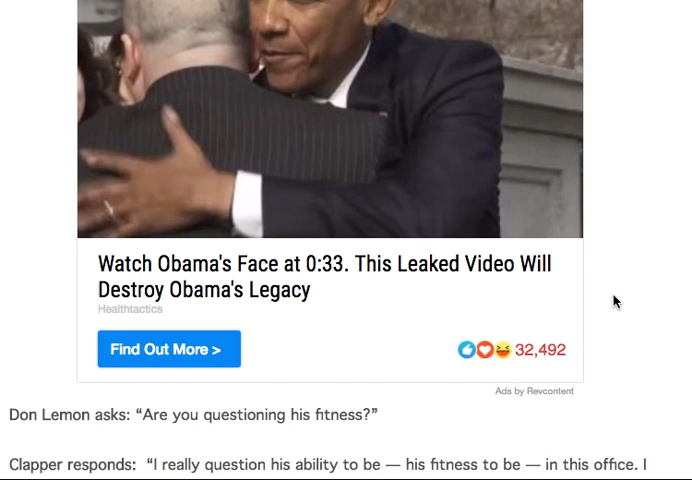 Watch Obama's Face at 0:33. This Leaked Video Will
Destroy Obama's Legacy
Healthtactics
Find Out More >
32,492
Ads by Revcontent
Don Lemon asks: “Are you questioning his fitness?”
Clapper responds:  “I really question his ability to be — his fitness to be — in this office. I